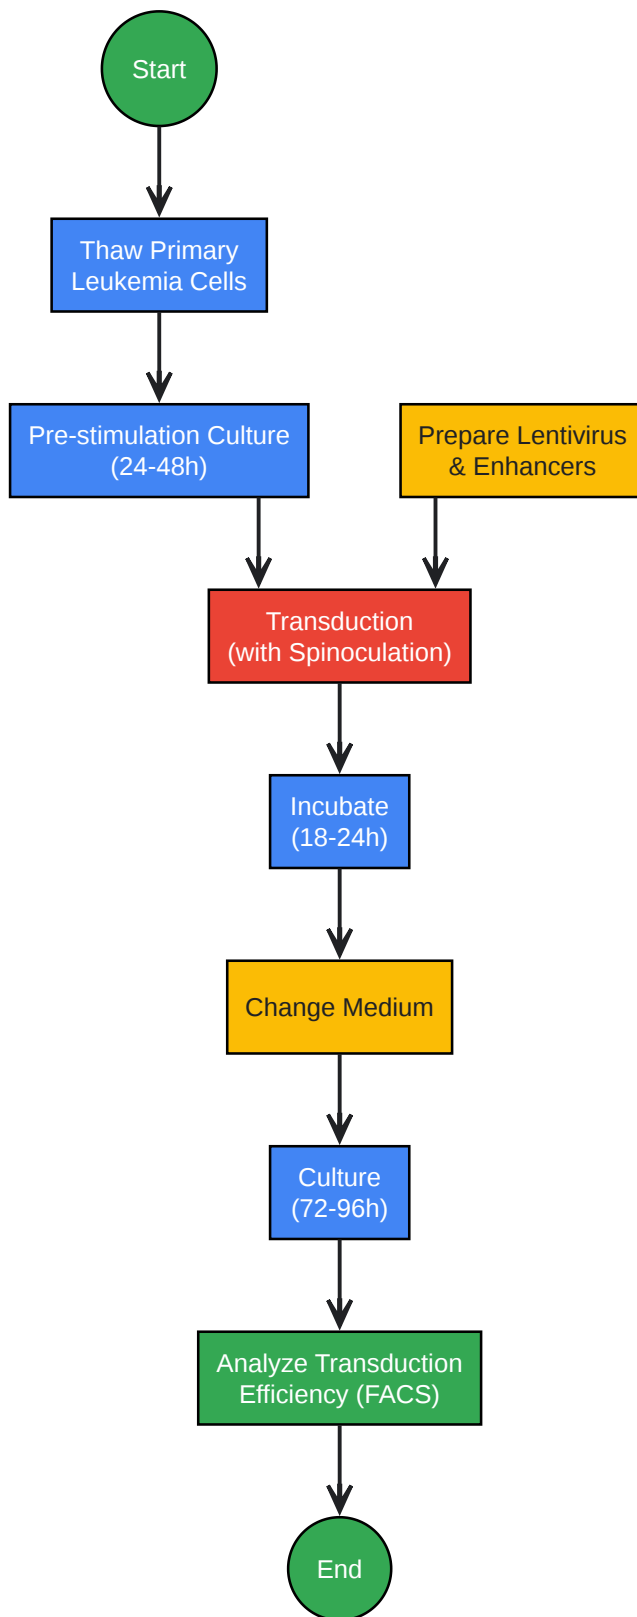 Start
Thaw Primary
Leukemia Cells
Pre-stimulation Culture
(24-48h)
Prepare Lentivirus
& Enhancers
Transduction
(with Spinoculation)
Incubate
(18-24h)
Change Medium
Culture
(72-96h)
Analyze Transduction
Efficiency (FACS)
End